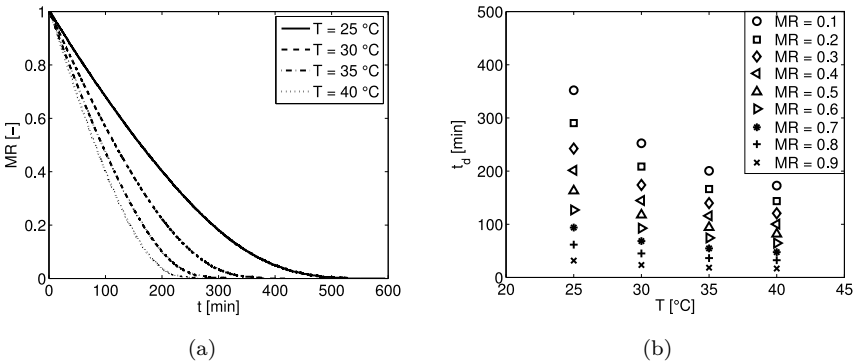 1
0.8
0.6
0.4
0.2
0
MR [–]
0 100 200 300 400 500 600
t [min]
T = 25 °C
T = 30 °C
T = 35 °C
T = 40 °C
(a)
500
400
300
200
100
0
t_d [min]
20 25 30 35 40 45
T [°C]
MR = 0.1
MR = 0.2
MR = 0.3
MR = 0.4
MR = 0.5
MR = 0.6
MR = 0.7
MR = 0.8
MR = 0.9
(b)